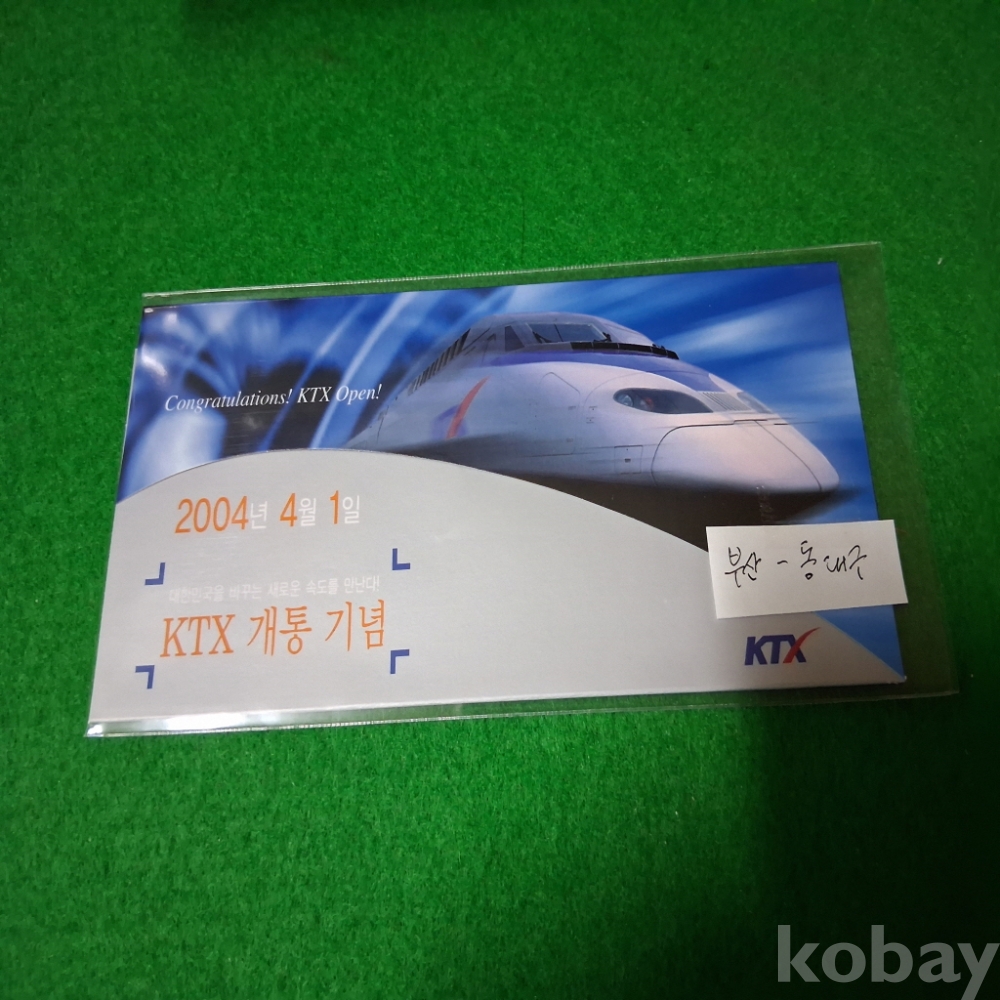 Congratulations! KTX Open!
2004년 4월 1일
대한민국을 바꾸는 새로운 속도를 만난다!
KTX 개통 기념
부산 - 동대구
KTX
kobay